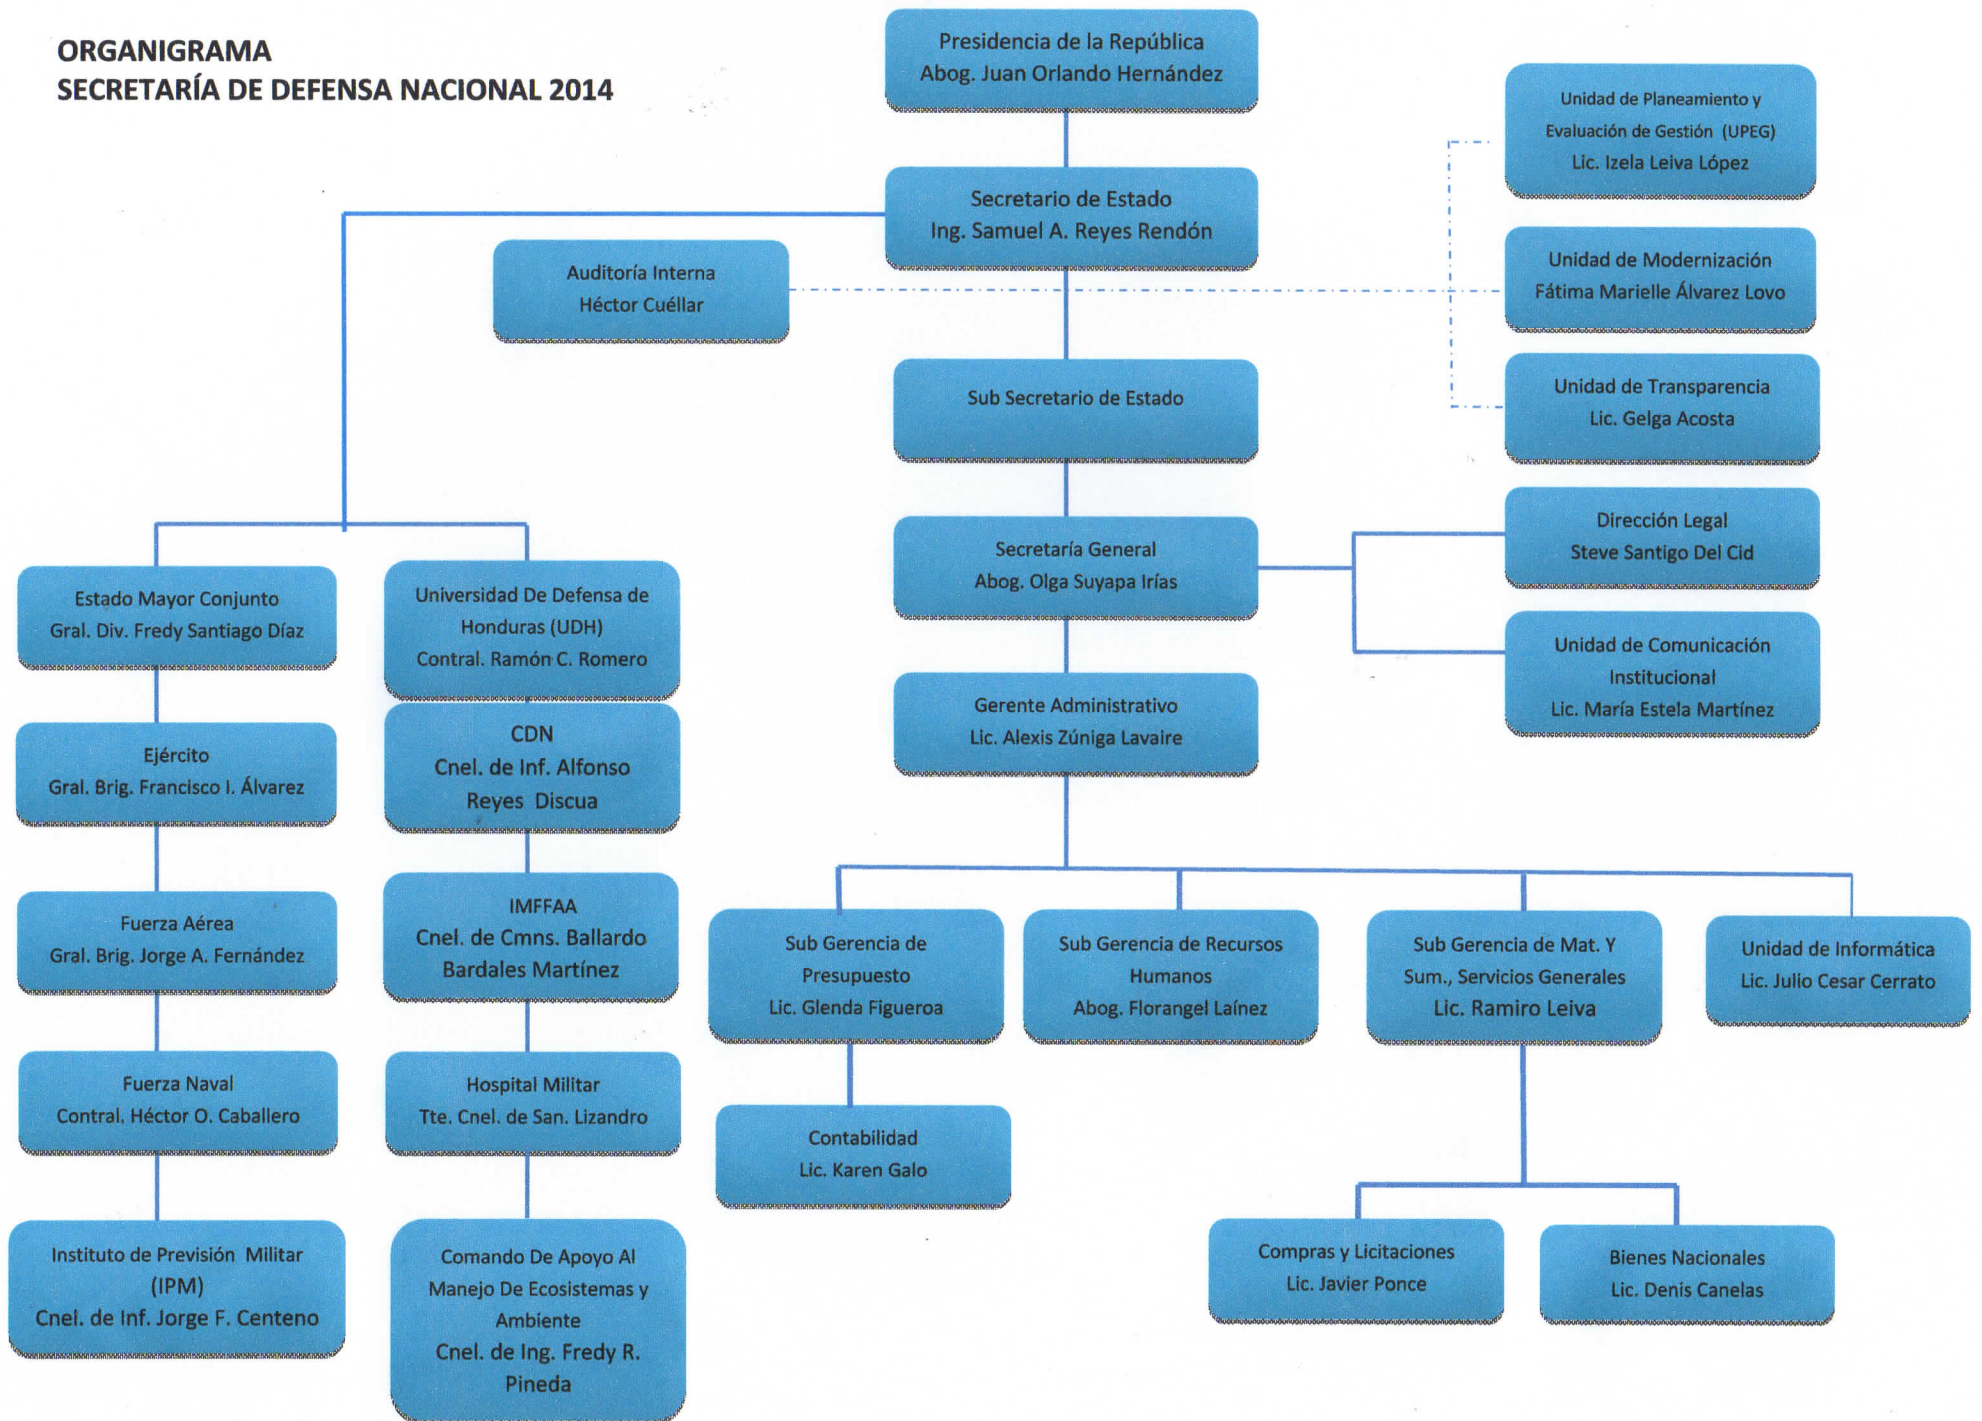 ORGANIGRAMA
SECRETARÍA DE DEFENSA NACIONAL 2014
Presidencia de la República
Abog. Juan Orlando Hernández
Unidad de Planeamiento y
Evaluación de Gestión (UPEG)
Lic. Izela Leiva López
Secretario de Estado
Ing. Samuel A. Reyes Rendón
Auditoría Interna
Héctor Cuéllar
Unidad de Modernización
Fátima Marielle Álvarez Lovo
Sub Secretario de Estado
Unidad de Transparencia
Lic. Gelga Acosta
Secretaría General
Abog. Olga Suyapa Irías
Dirección Legal
Steve Santigo Del Cid
Unidad de Comunicación
Institucional
Lic. María Estela Martínez
Gerente Administrativo
Lic. Alexis Zúniga Lavaire
Estado Mayor Conjunto
Gral. Div. Fredy Santiago Díaz
Ejército
Gral. Brig. Francisco I. Álvarez
Fuerza Aérea
Gral. Brig. Jorge A. Fernández
Fuerza Naval
Contral. Héctor O. Caballero
Instituto de Previsión Militar
(IPM)
Cnel. de Inf. Jorge F. Centeno
Universidad De Defensa de
Honduras (UDH)
Contral. Ramón C. Romero
CDN
Cnel. de Inf. Alfonso
Reyes Discua
IMFFAA
Cnel. de Cmns. Ballardo
Bardales Martínez
Hospital Militar
Tte. Cnel. de San. Lizandro
Comando De Apoyo Al
Manejo De Ecosistemas y
Ambiente
Cnel. de Ing. Fredy R.
Pineda
Sub Gerencia de
Presupuesto
Lic. Glenda Figueroa
Sub Gerencia de Recursos
Humanos
Abog. Florangel Laínez
Sub Gerencia de Mat. Y
Sum., Servicios Generales
Lic. Ramiro Leiva
Unidad de Informática
Lic. Julio Cesar Cerrato
Contabilidad
Lic. Karen Galo
Compras y Licitaciones
Lic. Javier Ponce
Bienes Nacionales
Lic. Denis Canelas